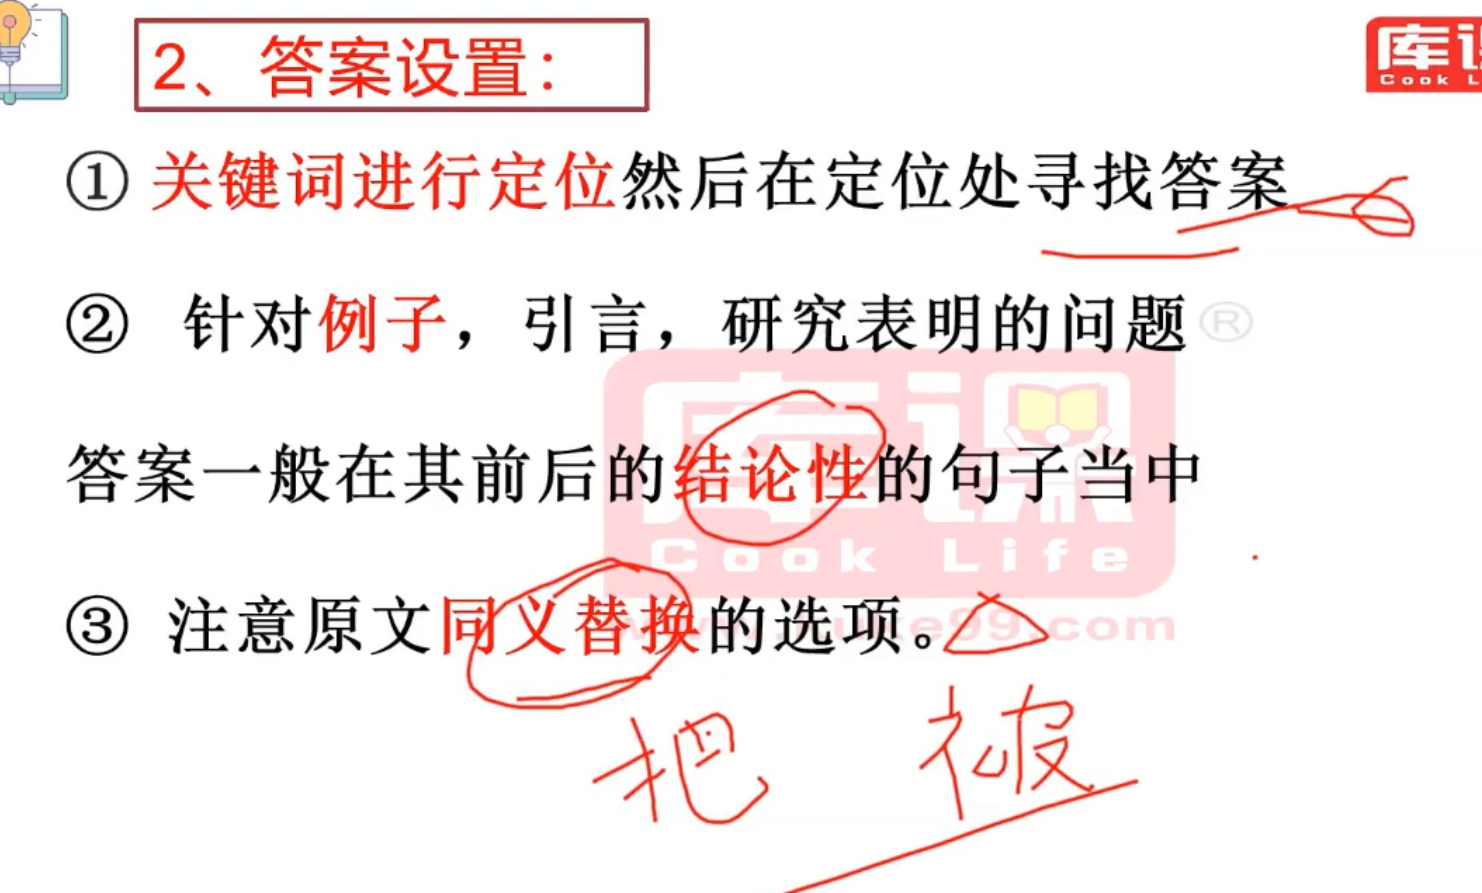 2、答案设置：
库课
Cook L
① 关键词进行定位然后在定位处寻找答案
② 针对例子，引言，研究表明的问题
®
答案一般在其前后的结论性的句子当中
库课
Cook Life
③ 注意原文同义替换的选项。
www.kuke99.com
把 被